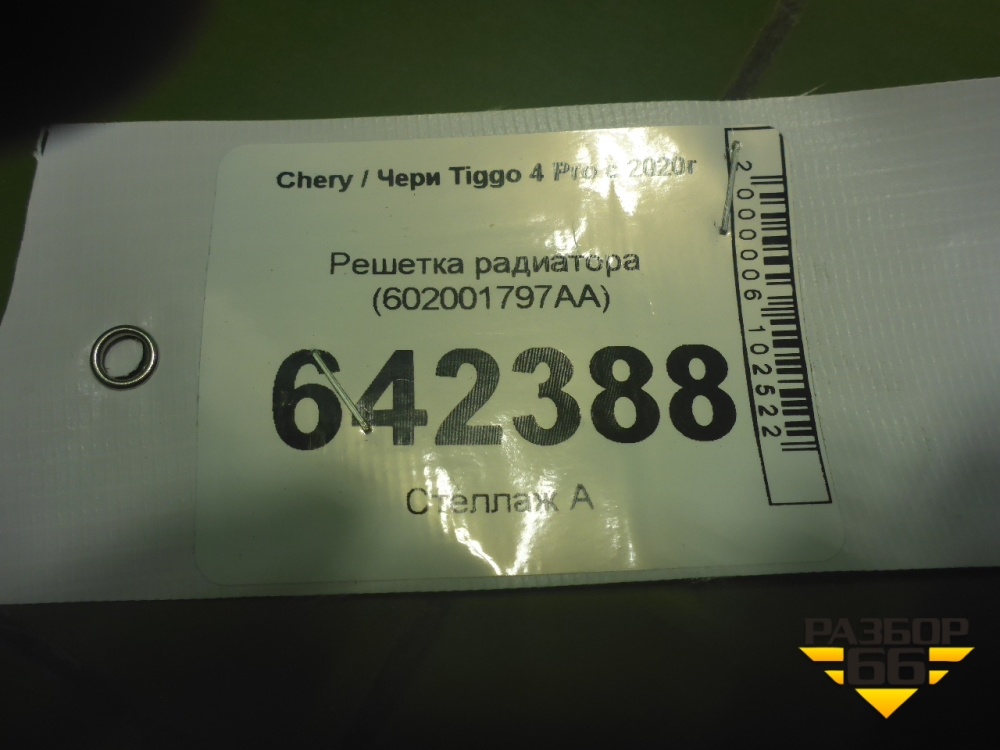 Chery / Чери Tiggo 4 Pro с 2020г
Решетка радиатора
(602001797AA)
642388
Стеллаж А
2000006102522
РАЗБОР
66